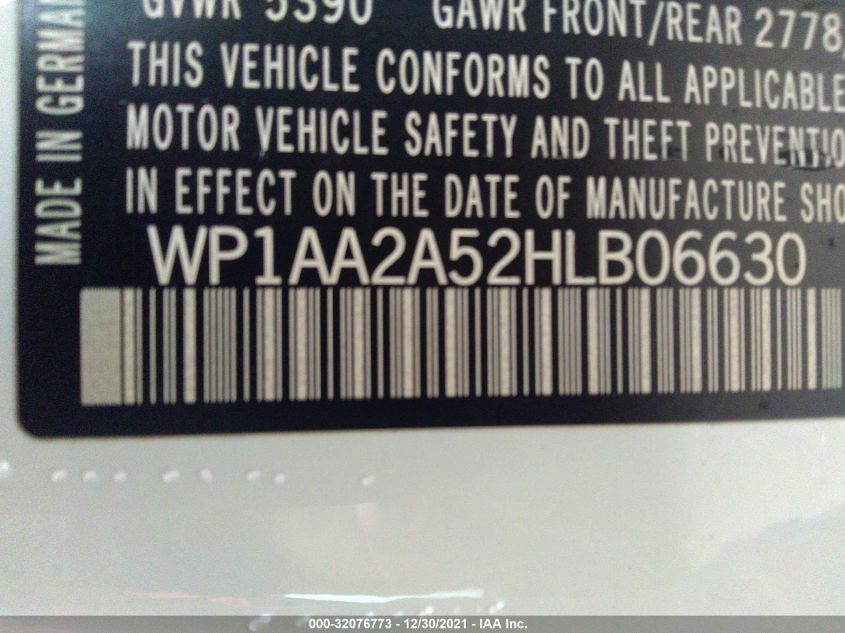 GVWR 5390 GAWR FRONT/REAR 2778,
THIS VEHICLE CONFORMS TO ALL APPLICABLE
MOTOR VEHICLE SAFETY AND THEFT PREVENTIO
IN EFFECT ON THE DATE OF MANUFACTURE SHO
WP1AA2A52HLB06630
MADE IN GERMAN
000-32076773 - 12/30/2021 - IAA Inc.